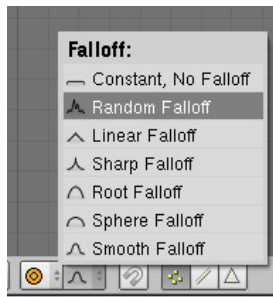 Falloff:
Constant, No Falloff
Random Falloff
Linear Falloff
Sharp Falloff
Root Falloff
Sphere Falloff
Smooth Falloff